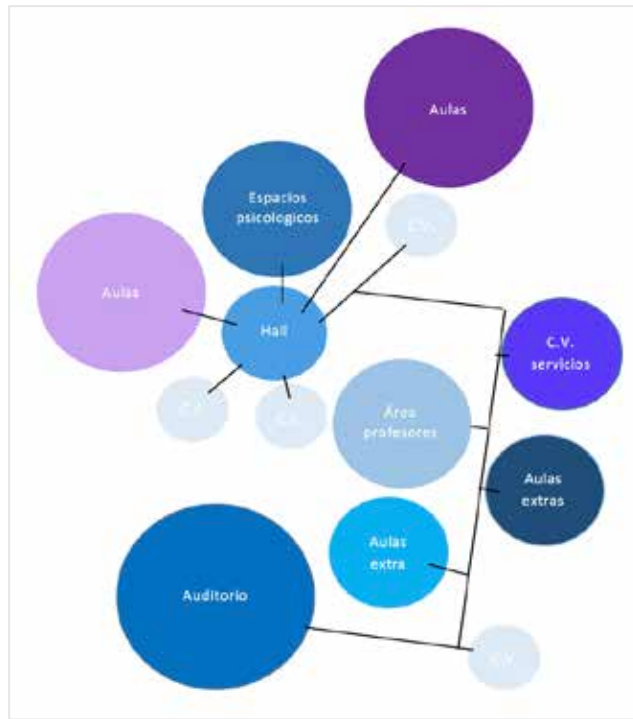 Aulas
Espacios
psicologicos
C.V.
Aulas
Hall
C.V.
servicios
C.V.
C.V.
Área
profesores
Aulas
extras
Aulas
extra
Auditorio
C.V.